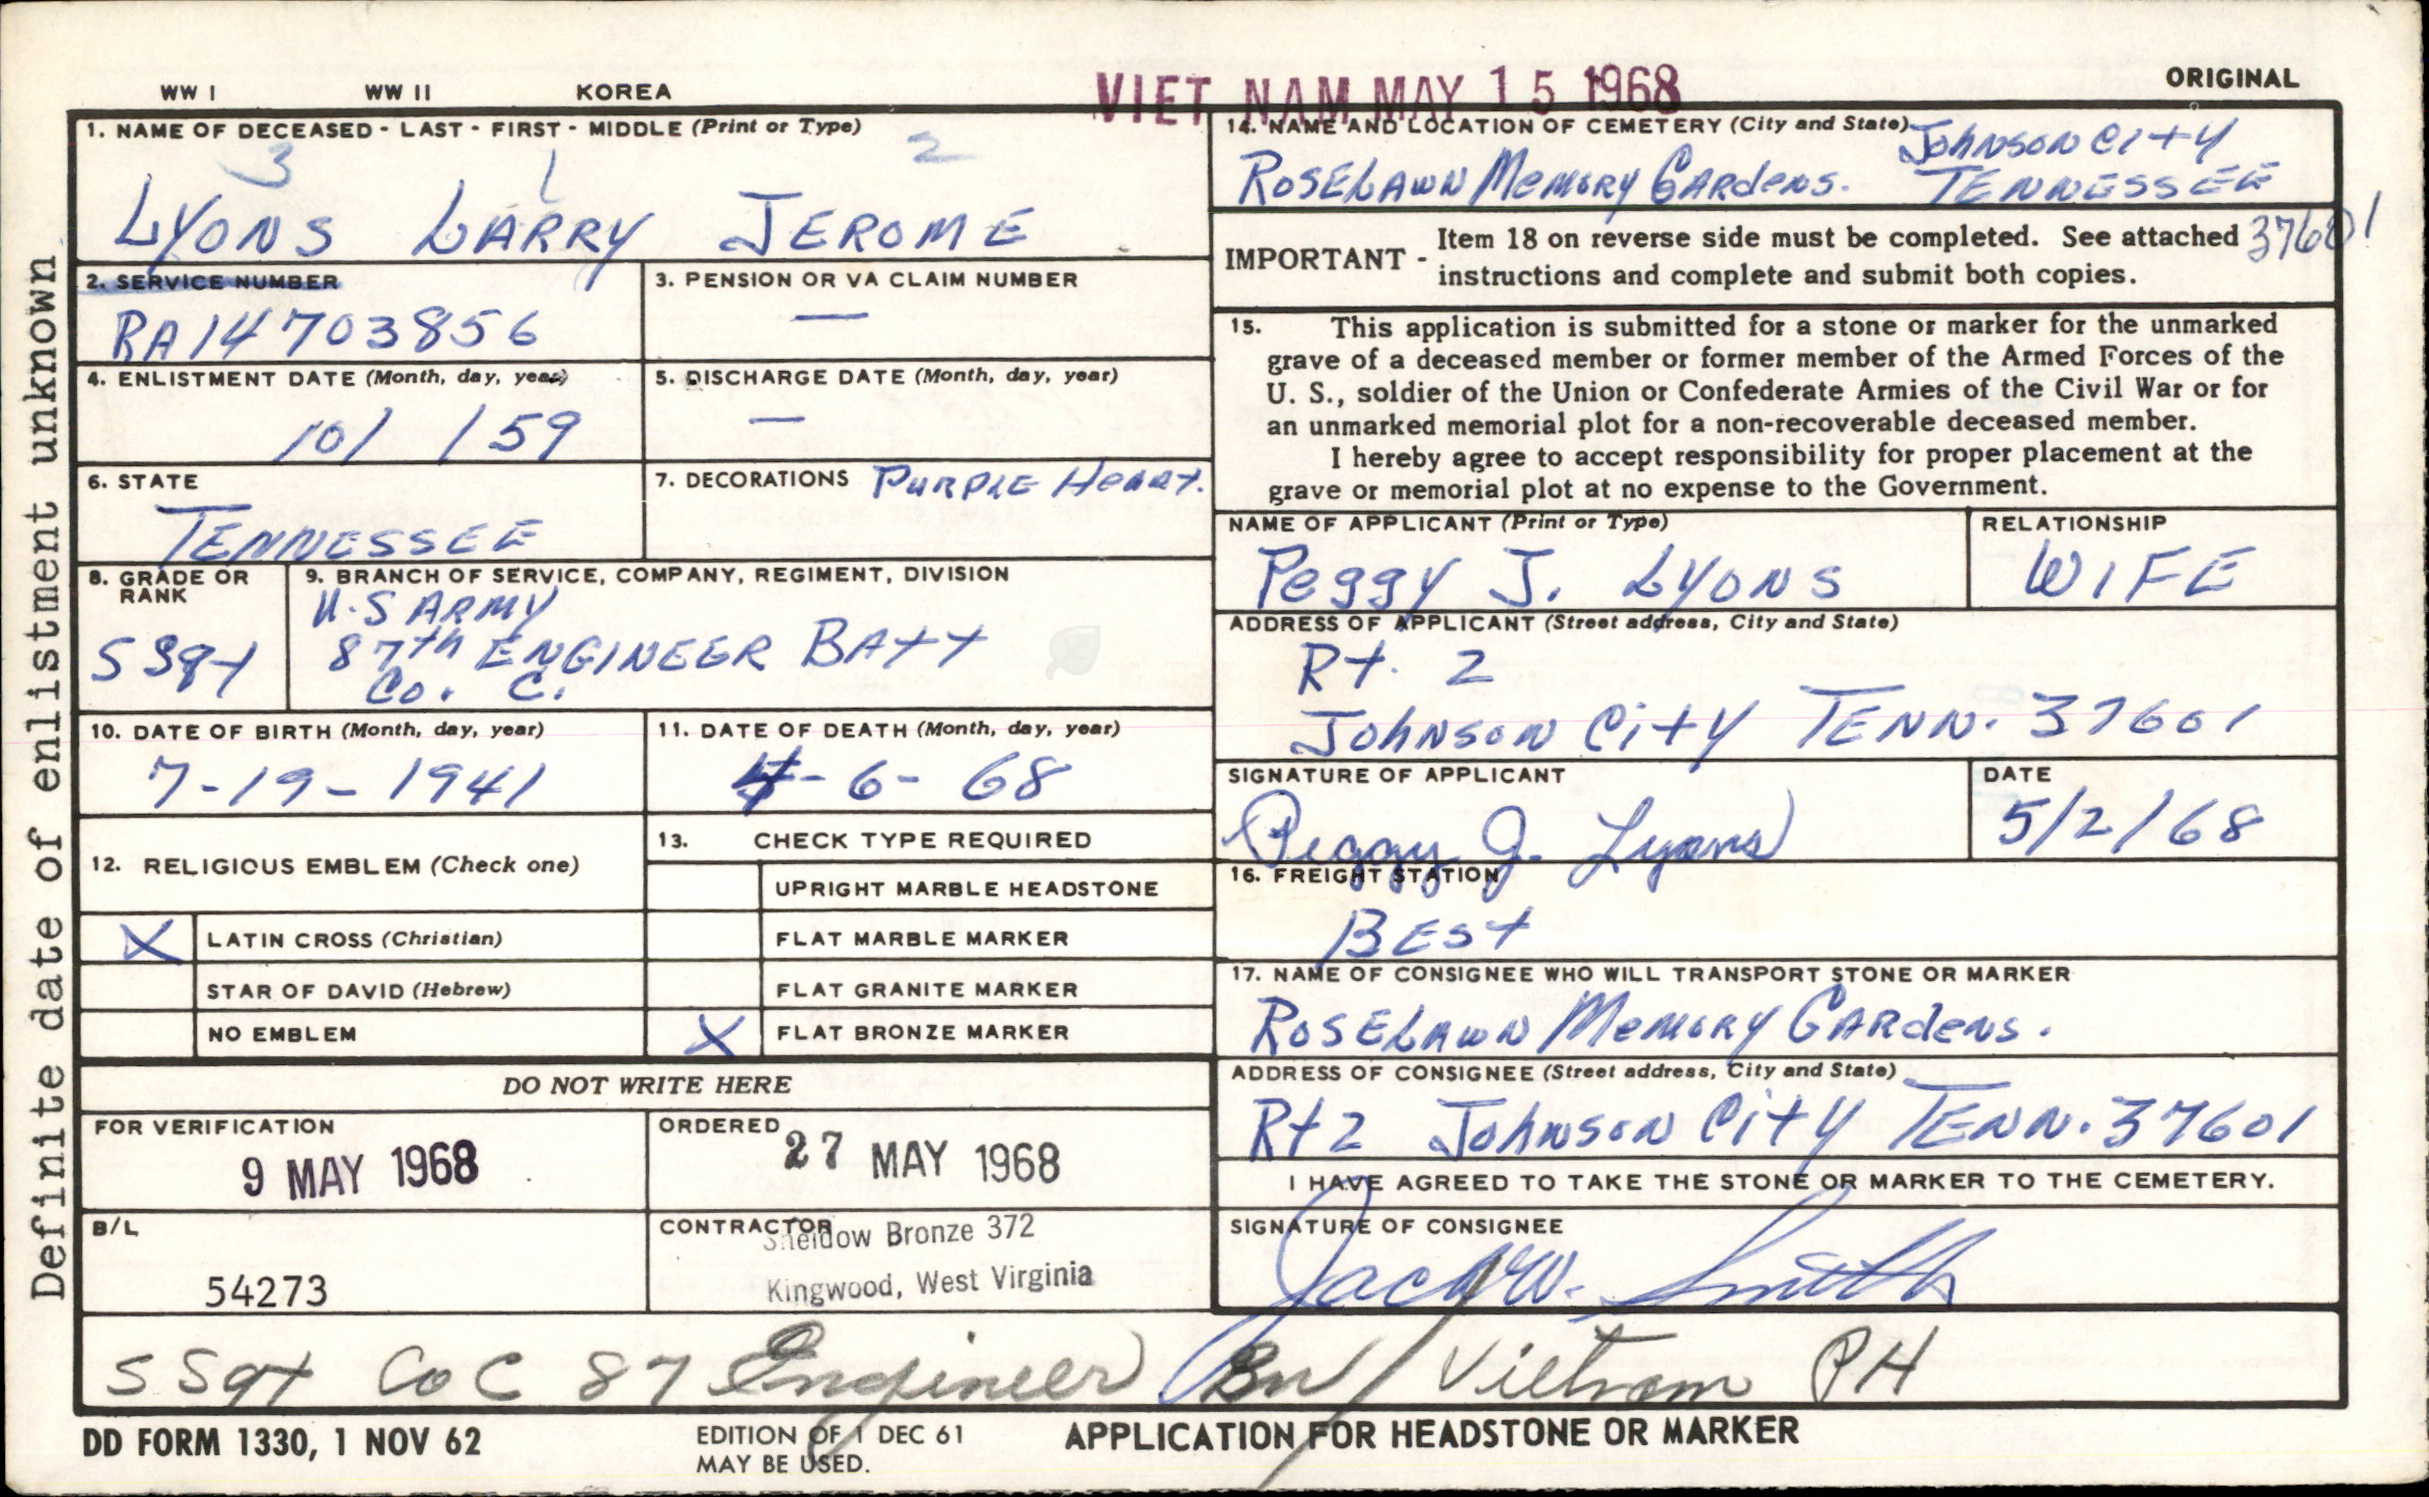 WW I WW II KOREA VIET NAM MAY 15 1968 ORIGINAL
Definite date of enlistment unknown
1. NAME OF DECEASED - LAST - FIRST - MIDDLE (Print or Type)
3 1 2
LYONS LARRY JEROME
2. SERVICE NUMBER
RA14703856
3. PENSION OR VA CLAIM NUMBER
—
4. ENLISTMENT DATE (Month, day, year)
10/ /59
5. DISCHARGE DATE (Month, day, year)
—
6. STATE
TENNESSEE
7. DECORATIONS PURPLE HEART.
8. GRADE OR
RANK
SSgt
9. BRANCH OF SERVICE, COMPANY, REGIMENT, DIVISION
U.S ARMY
87th ENGINEER BATT
Co. C.
10. DATE OF BIRTH (Month, day, year)
7-19-1941
11. DATE OF DEATH (Month, day, year)
4-6-68
12. RELIGIOUS EMBLEM (Check one)
X LATIN CROSS (Christian)
STAR OF DAVID (Hebrew)
NO EMBLEM
13. CHECK TYPE REQUIRED
UPRIGHT MARBLE HEADSTONE
FLAT MARBLE MARKER
FLAT GRANITE MARKER
X FLAT BRONZE MARKER
DO NOT WRITE HERE
FOR VERIFICATION
9 MAY 1968
ORDERED
27 MAY 1968
B/L
54273
CONTRACTOR
Sheidow Bronze 372
Kingwood, West Virginia
14. NAME AND LOCATION OF CEMETERY (City and State)
ROSELAWN MEMORY GARDENS. JOHNSON CITY
TENNESSEE
37601
IMPORTANT - Item 18 on reverse side must be completed. See attached
instructions and complete and submit both copies.
15. This application is submitted for a stone or marker for the unmarked
grave of a deceased member or former member of the Armed Forces of the
U. S., soldier of the Union or Confederate Armies of the Civil War or for
an unmarked memorial plot for a non-recoverable deceased member.
I hereby agree to accept responsibility for proper placement at the
grave or memorial plot at no expense to the Government.
NAME OF APPLICANT (Print or Type)
Peggy J. LYONS
RELATIONSHIP
WIFE
ADDRESS OF APPLICANT (Street address, City and State)
Rt. 2
JOHNSON CITY TENN. 37601
SIGNATURE OF APPLICANT
Peggy J. Lyons
DATE
5/2/68
16. FREIGHT STATION
BEST
17. NAME OF CONSIGNEE WHO WILL TRANSPORT STONE OR MARKER
ROSELAWN MEMORY GARDENS.
ADDRESS OF CONSIGNEE (Street address, City and State)
Rt 2 JOHNSON CITY TENN. 37601
I HAVE AGREED TO TAKE THE STONE OR MARKER TO THE CEMETERY.
SIGNATURE OF CONSIGNEE
Jack W. Smith
SSgt Co C 87 Engineer Bn / Vietnam PH
DD FORM 1330, 1 NOV 62
EDITION OF 1 DEC 61
MAY BE USED.
APPLICATION FOR HEADSTONE OR MARKER